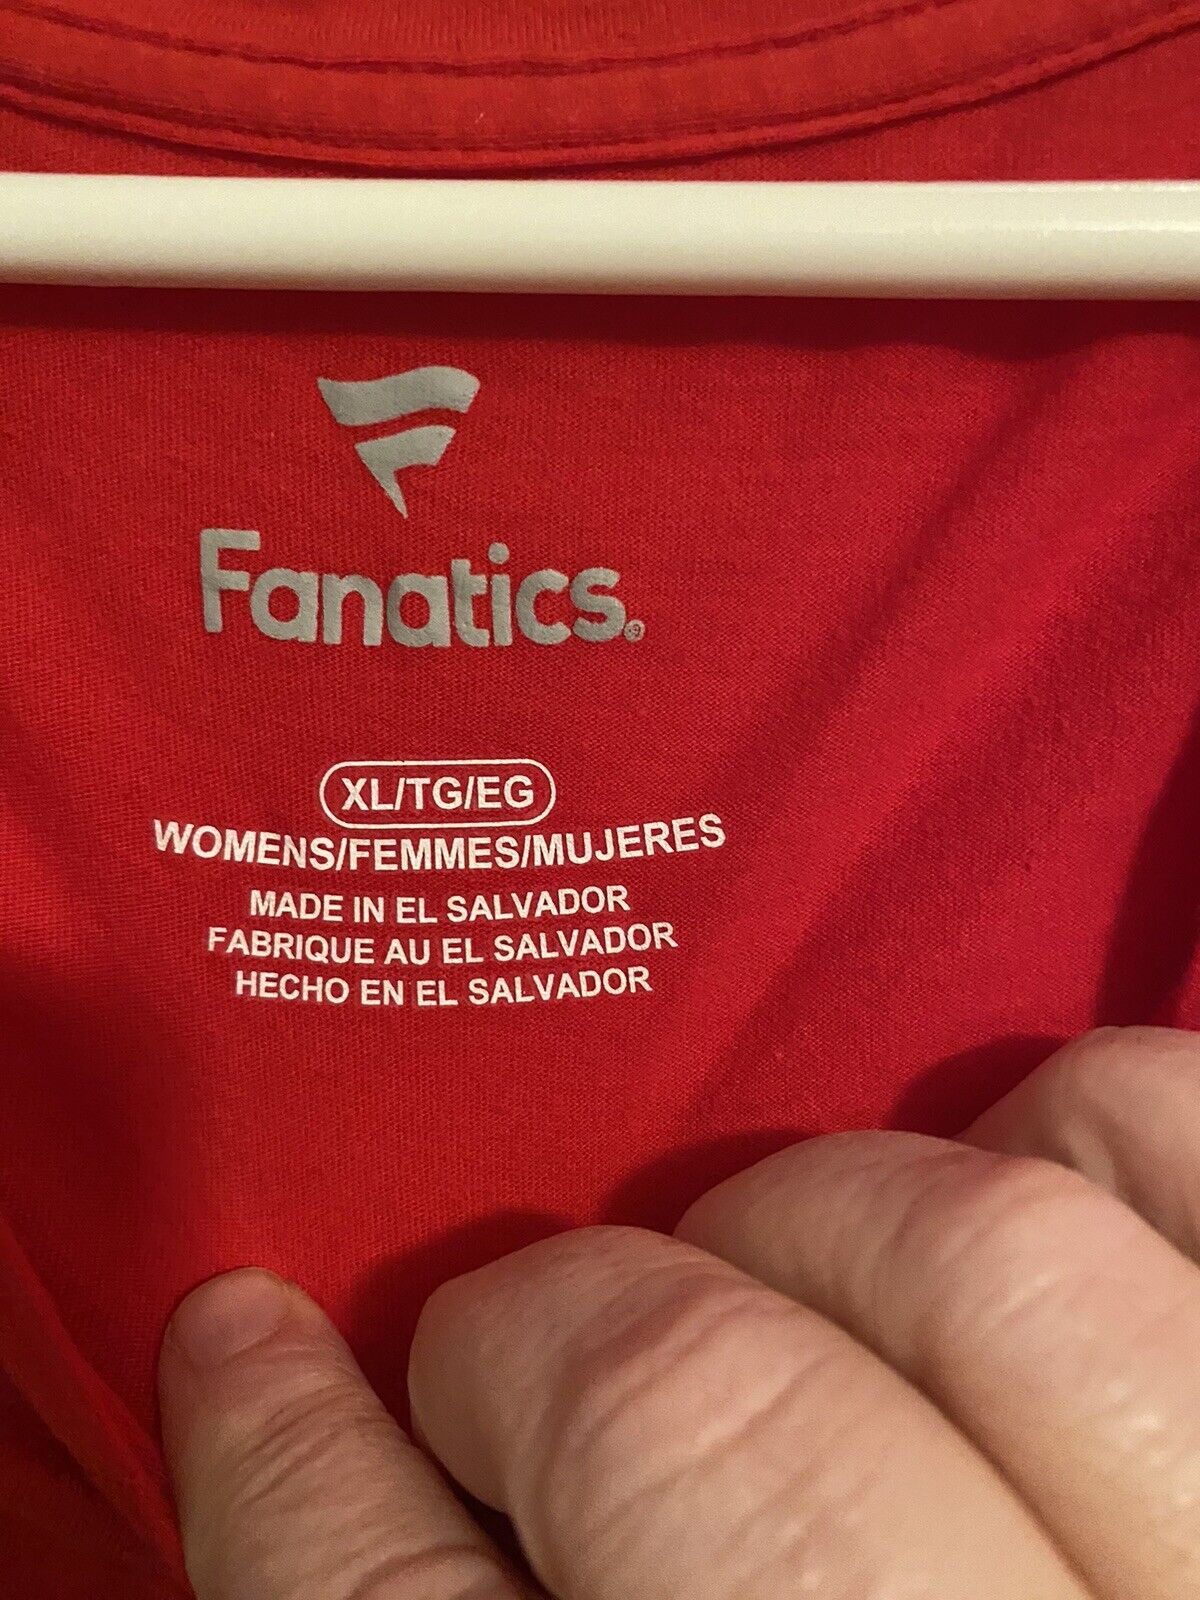 Fanatics®
XL/TG/EG
WOMENS/FEMMES/MUJERES
MADE IN EL SALVADOR
FABRIQUE AU EL SALVADOR
HECHO EN EL SALVADOR